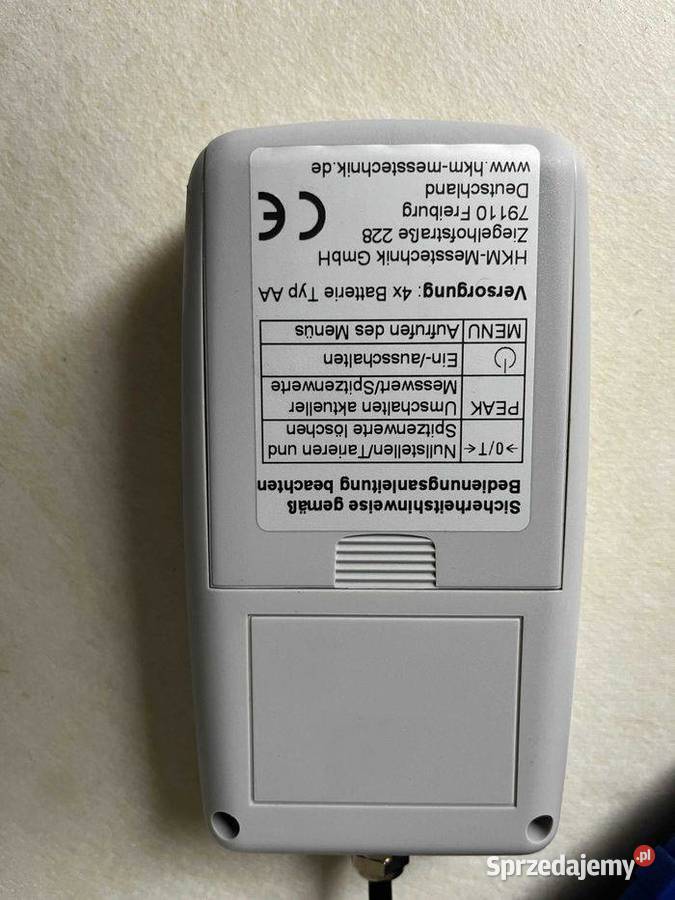 Sicherheitshinweise gemäß
Bedienungsanleitung beachten
→0/T← Nullstellen/Tarieren und
Spitzenwerte löschen
PEAK Umschalten aktueller
Messwert/Spitzenwerte
Ein-/ausschalten
MENU Aufrufen des Menüs
Versorgung: 4x Batterie Typ AA
HKM-Messtechnik GmbH
Ziegelhofstraße 228
79110 Freiburg
Deutschland
www.hkm-messtechnik.de
CE
Sprzedajemy.pl